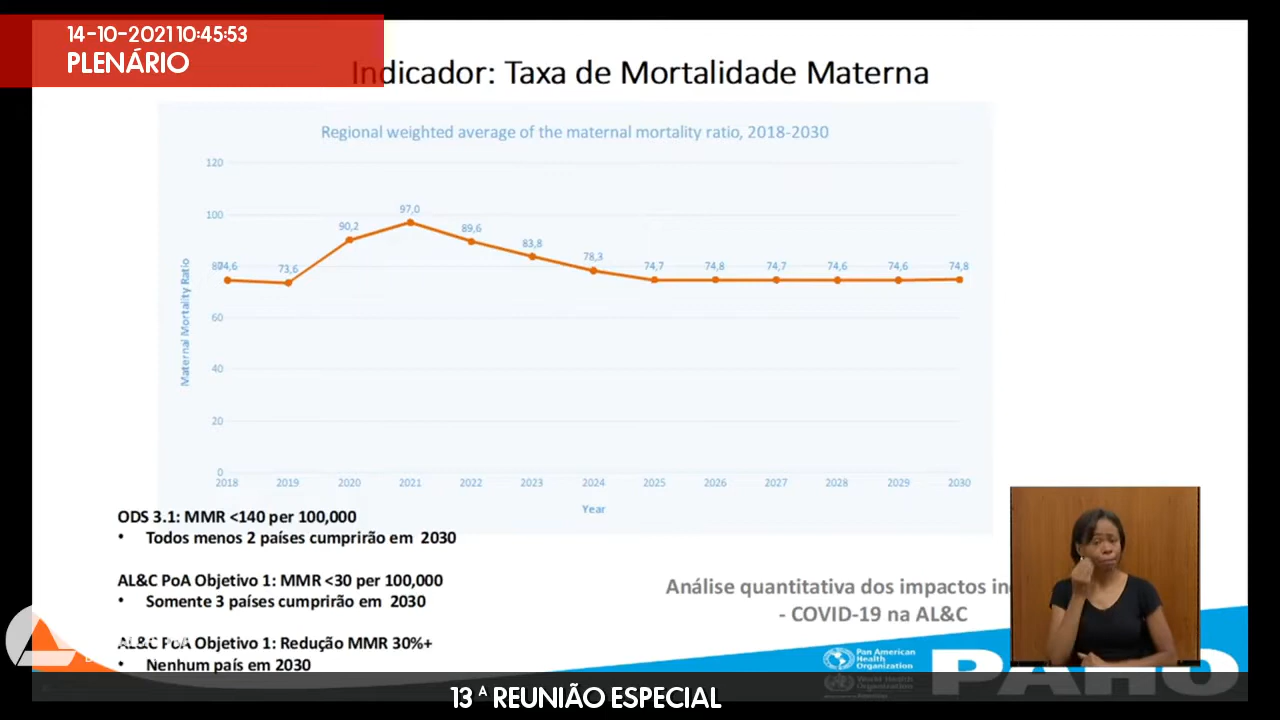 14-10-2021 10:45:53
PLENÁRIO
Indicador: Taxa de Mortalidade Materna
Regional weighted average of the maternal mortality ratio, 2018-2030
Maternal Mortality Ratio
120
100
80
60
40
20
0
74,6
73,6
90,2
97,0
89,6
83,8
78,3
74,7
74,8
74,7
74,6
74,6
74,8
2018 2019 2020 2021 2022 2023 2024 2025 2026 2027 2028 2029 2030
Year
ODS 3.1: MMR <140 per 100,000
• Todos menos 2 países cumprirão em 2030
AL&C PoA Objetivo 1: MMR <30 per 100,000
• Somente 3 países cumprirão em 2030
AL&C PoA Objetivo 1: Redução MMR 30%+
• Nenhum país em 2030
Análise quantitativa dos impactos in
- COVID-19 na AL&C
Pan American
Health
Organization
World Health
Organization
PAHO
13ª REUNIÃO ESPECIAL